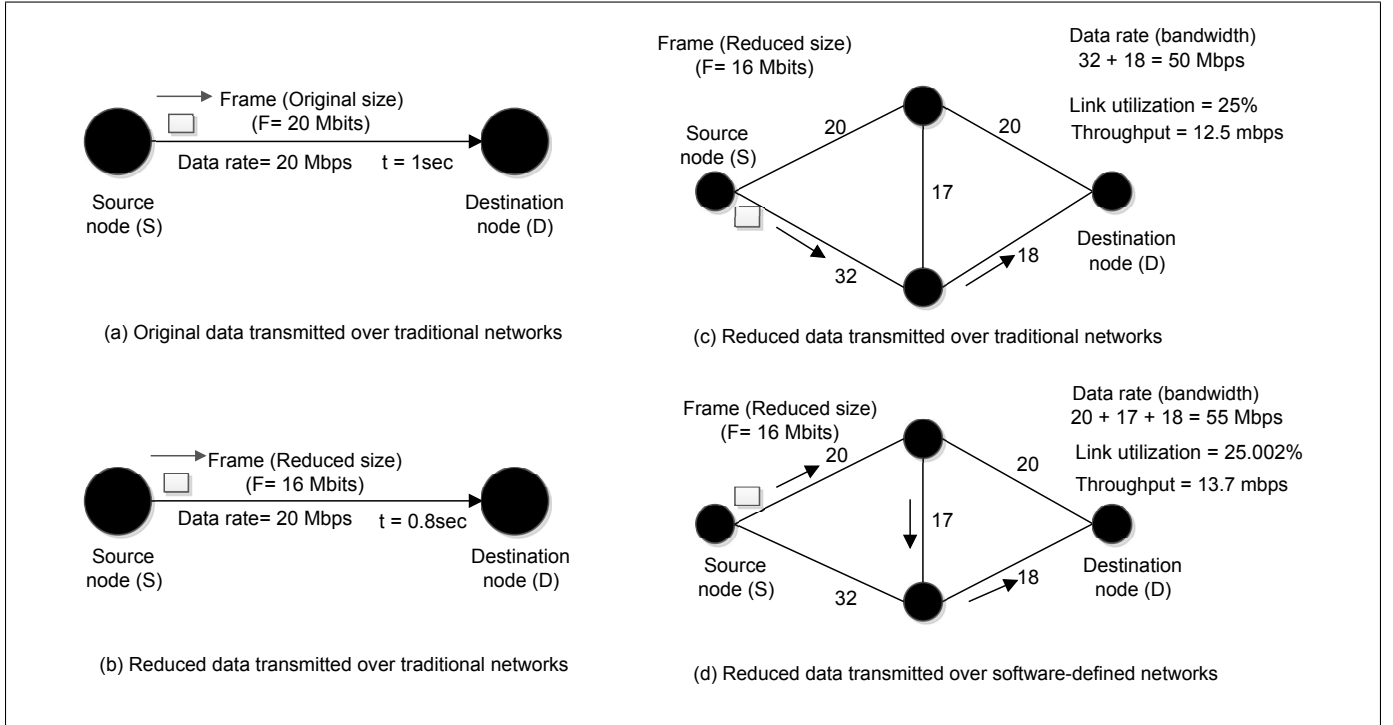 Frame (Original size)
(F= 20 Mbits)
Data rate= 20 Mbps
t = 1sec
Source
node (S)
Destination
node (D)
(a) Original data transmitted over traditional networks
Frame (Reduced size)
(F= 16 Mbits)
Data rate= 20 Mbps
t = 0.8sec
Source
node (S)
Destination
node (D)
(b) Reduced data transmitted over traditional networks
Frame (Reduced size)
(F= 16 Mbits)
Data rate (bandwidth)
32 + 18 = 50 Mbps
Link utilization = 25%
Throughput = 12.5 mbps
Source
node (S)
20
20
17
32
18
Destination
node (D)
(c) Reduced data transmitted over traditional networks
Frame (Reduced size)
(F= 16 Mbits)
Data rate (bandwidth)
20 + 17 + 18 = 55 Mbps
Link utilization = 25.002%
Throughput = 13.7 mbps
20
20
17
Source
node (S)
32
18
Destination
node (D)
(d) Reduced data transmitted over software-defined networks